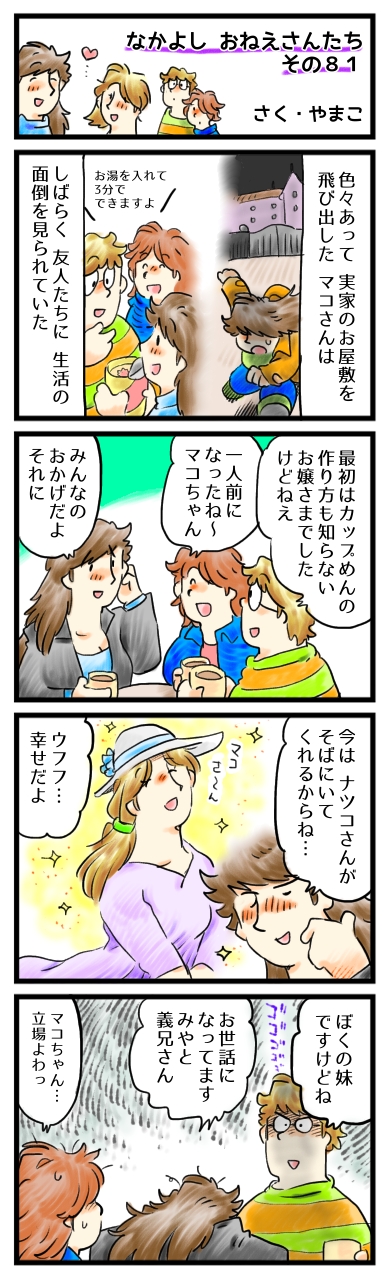 なかよし おねえさんたち
その８１
さく・やまこ
色々あって 実家のお屋敷を
飛び出した マコさんは
お湯を入れて
3分で
できますよ
しばらく 友人たちに 生活の
面倒を見られていた
最初はカップめんの
作り方も知らない
お嬢さまでした
けどねえ
一人前に
なったね～
マコちゃん
みんなの
おかげだよ
それに
今は ナツコさんが
そばにいて
くれるからね…
マコ
さ～ん
ウフフ…
幸せだよ
ぼくの妹
ですけどね
ゴゴゴゴ
お世話に
なってます
みやと
義兄さん
マコちゃん…
立場よわっ